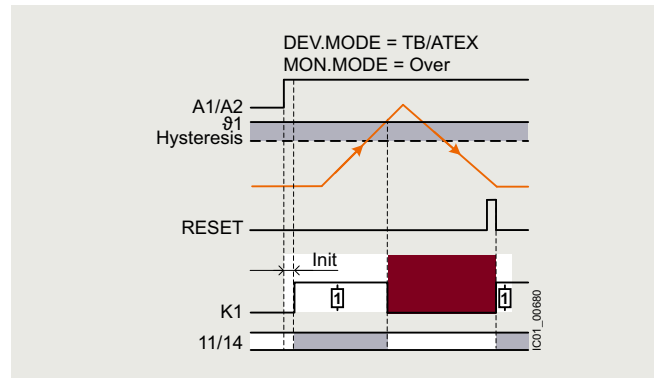 DEV.MODE = TB/ATEX
MON.MODE = Over
A1/A2
ϑ1
Hysteresis
RESET
Init
K1
1
1
11/14
IC01_00680